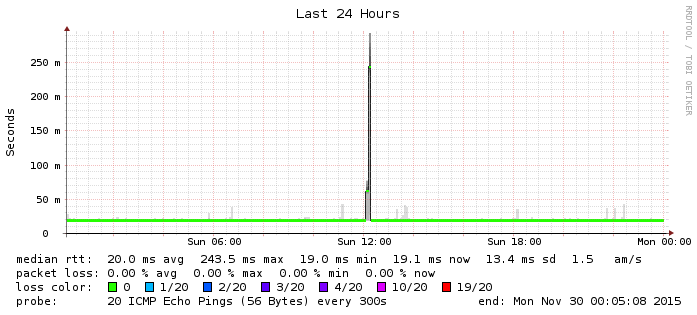 Last 24 Hours
RRDTOOL / TOBI OETIKER
Seconds
250 m
200 m
150 m
100 m
50 m
0
Sun 06:00 Sun 12:00 Sun 18:00 Mon 00:00
median rtt: 20.0 ms avg 243.5 ms max 19.0 ms min 19.1 ms now 13.4 ms sd 1.5 am/s
packet loss: 0.00 % avg 0.00 % max 0.00 % min 0.00 % now
loss color: 0 1/20 2/20 3/20 4/20 10/20 19/20
probe: 20 ICMP Echo Pings (56 Bytes) every 300s end: Mon Nov 30 00:05:08 2015